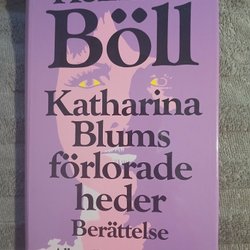 Böll
Katharina
Blums
förlorade
heder
Berättelse